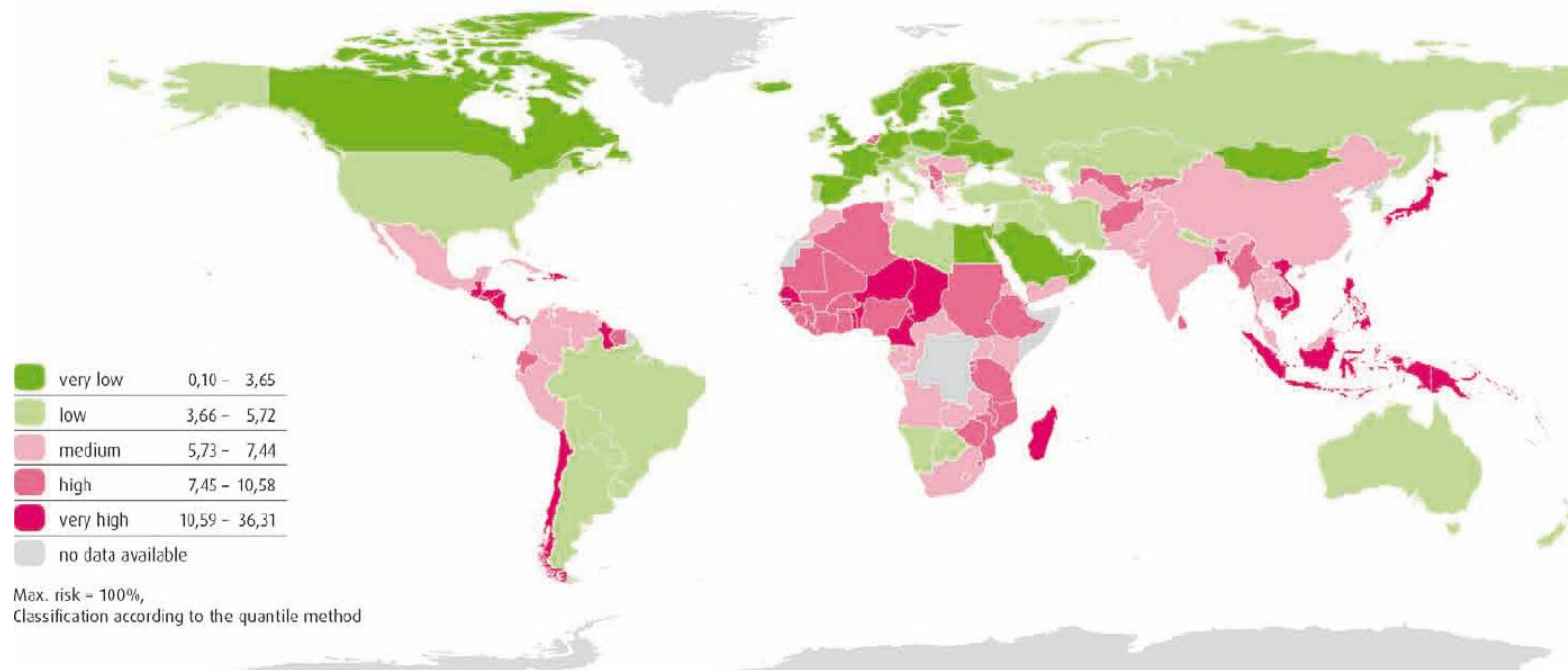 very low 0,10 – 3,65
low 3,66 – 5,72
medium 5,73 – 7,44
high 7,45 – 10,58
very high 10,59 – 36,31
no data available
Max. risk = 100%,
Classification according to the quantile method